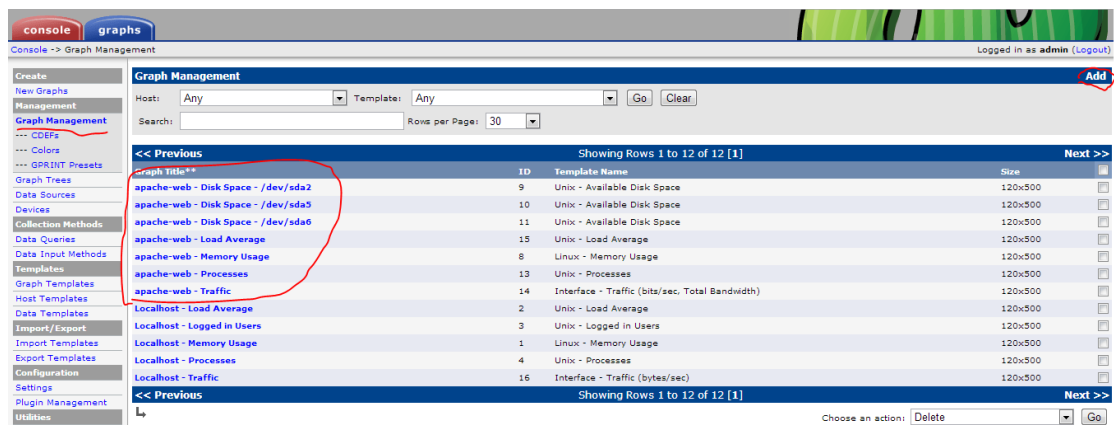 console graphs
Console -> Graph Management Logged in as admin (Logout)
Create
New Graphs
Management
Graph Management
--- CDEFs
--- Colors
--- GPRINT Presets
Graph Trees
Data Sources
Devices
Collection Methods
Data Queries
Data Input Methods
Templates
Graph Templates
Host Templates
Data Templates
Import/Export
Import Templates
Export Templates
Configuration
Settings
Plugin Management
Utilities
Graph Management Add
Host: Any Template: Any Go Clear
Search: Rows per Page: 30
<< Previous Showing Rows 1 to 12 of 12 [1] Next >>
Graph Title** ID Template Name Size
apache-web - Disk Space - /dev/sda2 9 Unix - Available Disk Space 120x500
apache-web - Disk Space - /dev/sda5 10 Unix - Available Disk Space 120x500
apache-web - Disk Space - /dev/sda6 11 Unix - Available Disk Space 120x500
apache-web - Load Average 15 Unix - Load Average 120x500
apache-web - Memory Usage 8 Linux - Memory Usage 120x500
apache-web - Processes 13 Unix - Processes 120x500
apache-web - Traffic 14 Interface - Traffic (bits/sec, Total Bandwidth) 120x500
Localhost - Load Average 2 Unix - Load Average 120x500
Localhost - Logged in Users 3 Unix - Logged in Users 120x500
Localhost - Memory Usage 1 Linux - Memory Usage 120x500
Localhost - Processes 4 Unix - Processes 120x500
Localhost - Traffic 16 Interface - Traffic (bytes/sec) 120x500
<< Previous Showing Rows 1 to 12 of 12 [1] Next >>
Choose an action: Delete Go